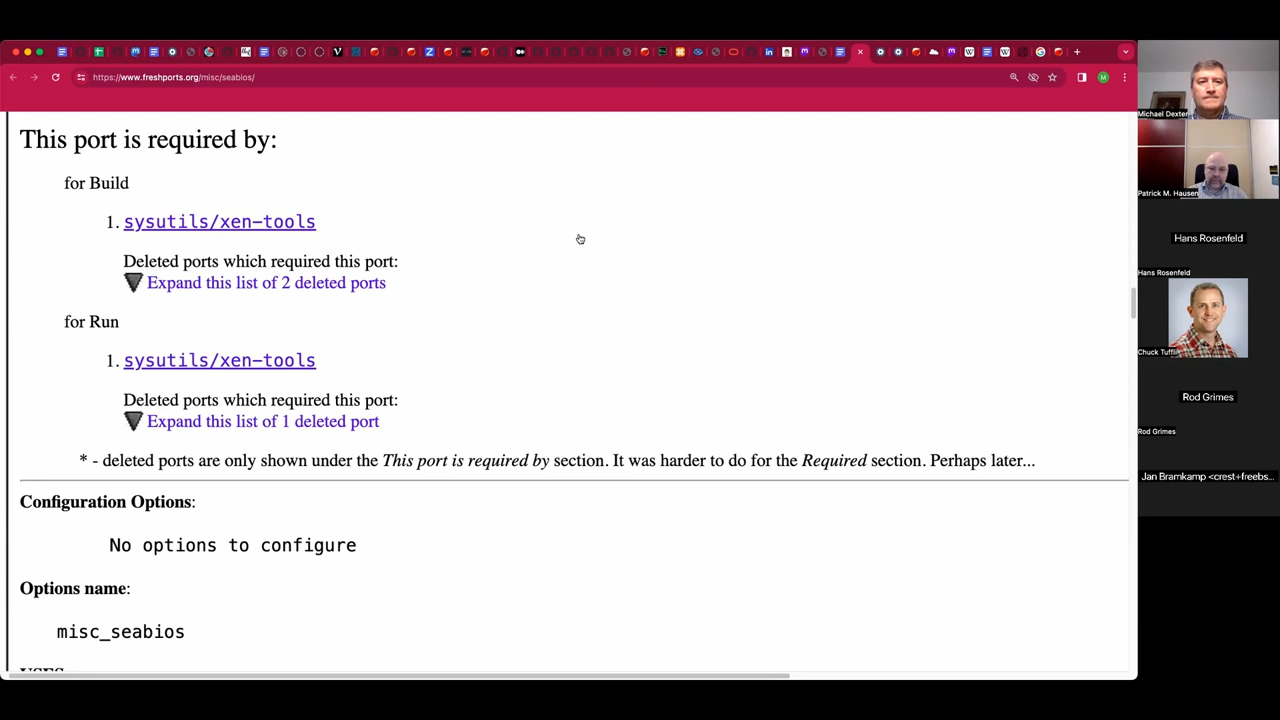 https://www.freshports.org/misc/seabios/
This port is required by:
for Build
1. sysutils/xen-tools
Deleted ports which required this port:
Expand this list of 2 deleted ports
for Run
1. sysutils/xen-tools
Deleted ports which required this port:
Expand this list of 1 deleted port
* - deleted ports are only shown under the This port is required by section. It was harder to do for the Required section. Perhaps later...
Configuration Options:
No options to configure
Options name:
misc_seabios
USES
Michael Dexter
Patrick M. Hausen
Hans Rosenfeld
Hans Rosenfeld
Chuck Tuffli
Rod Grimes
Rod Grimes
Jan Bramkamp <crest+freebs...